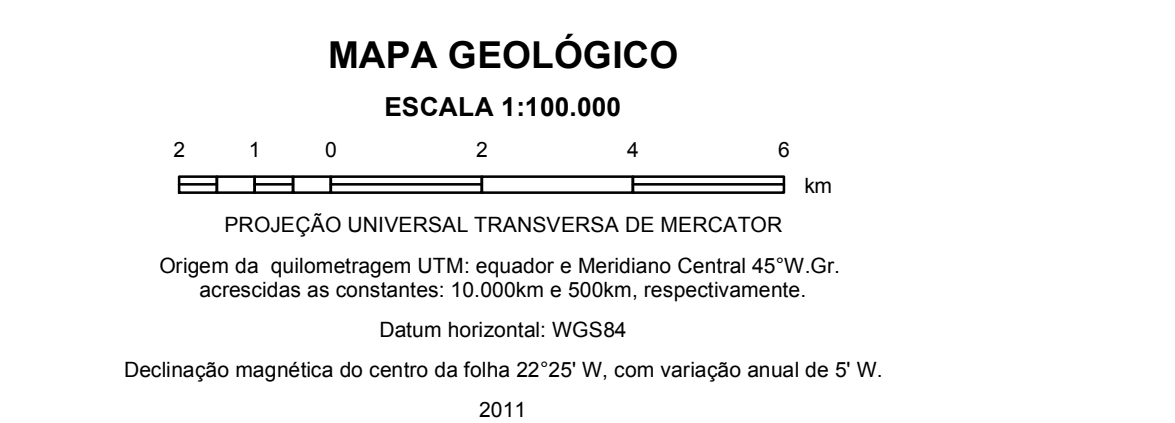 MAPA GEOLÓGICO
ESCALA 1:100.000
2 1 0 2 4 6
km
PROJEÇÃO UNIVERSAL TRANSVERSA DE MERCATOR
Origem da quilometragem UTM: equador e Meridiano Central 45°W.Gr.
acrescidas as constantes: 10.000km e 500km, respectivamente.
Datum horizontal: WGS84
Declinação magnética do centro da folha 22°25' W, com variação anual de 5' W.
2011